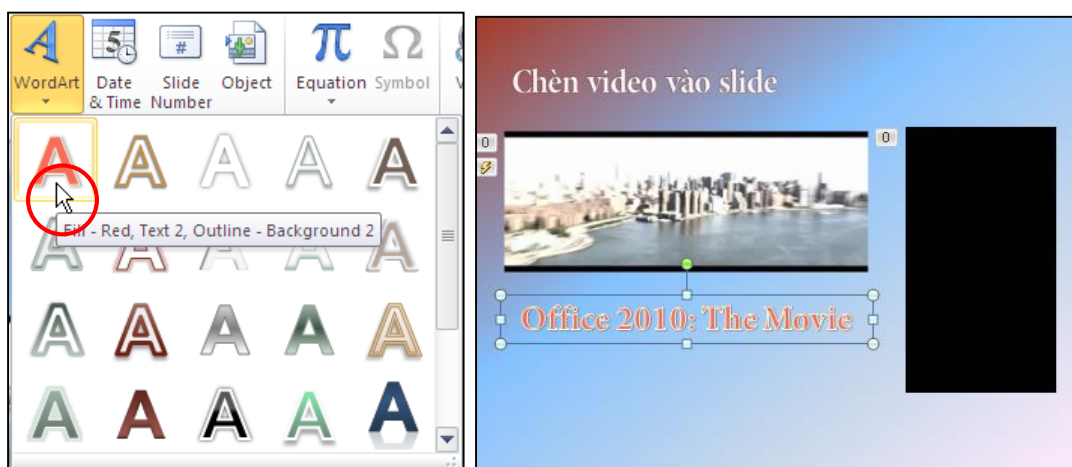 WordArt
Date
& Time
Slide
Number
Object
Equation
Symbol
Fill - Red, Text 2, Outline - Background 2
Chèn video vào slide
0
0
Office 2010: The Movie